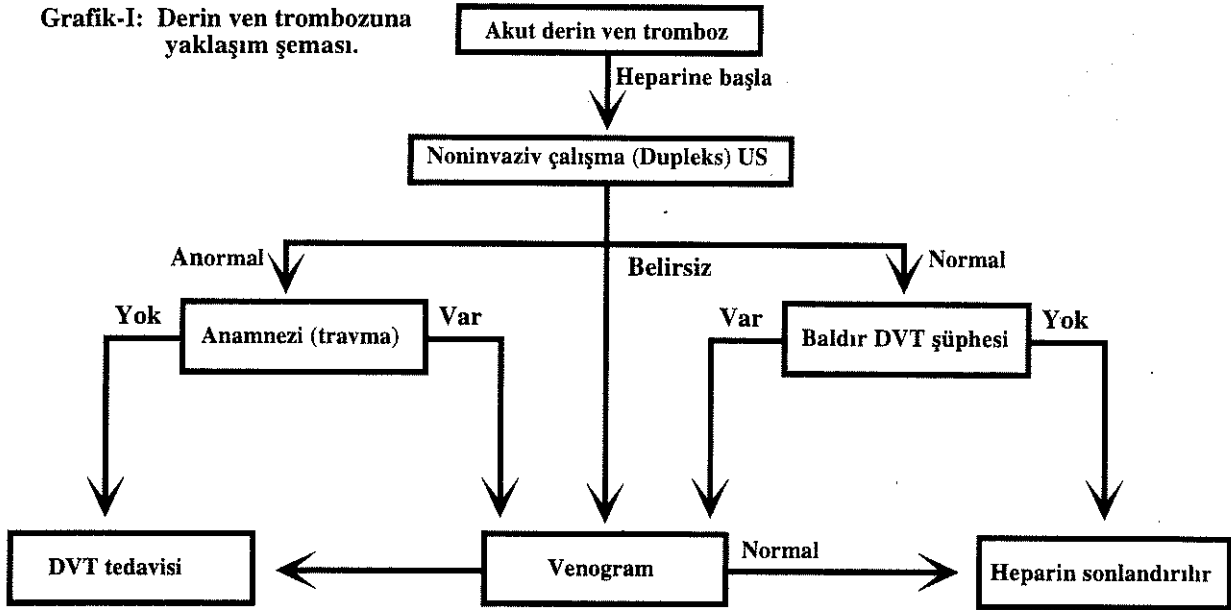 Grafik-I: Derin ven trombozuna
yaklaşım şeması.
Akut derin ven tromboz
Heparine başla
Noninvaziv çalışma (Dupleks) US
Anormal
Belirsiz
Normal
Yok
Anamnezi (travma)
Var
Var
Baldır DVT şüphesi
Yok
DVT tedavisi
Venogram
Normal
Heparin sonlandırılır